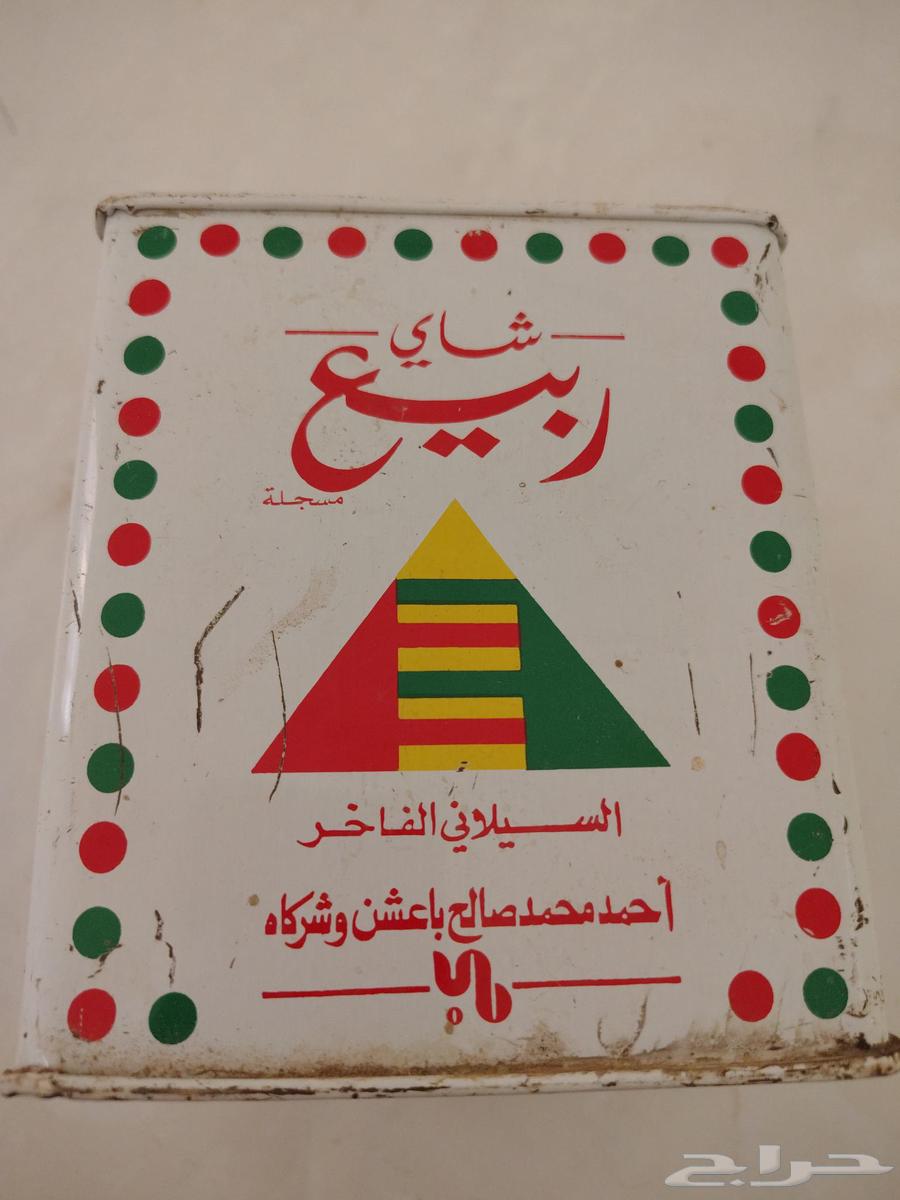 شاي
ربيع
مسجلة
السيلاني الفاخر
أحمد محمد صالح باعشن وشركاه
حراج